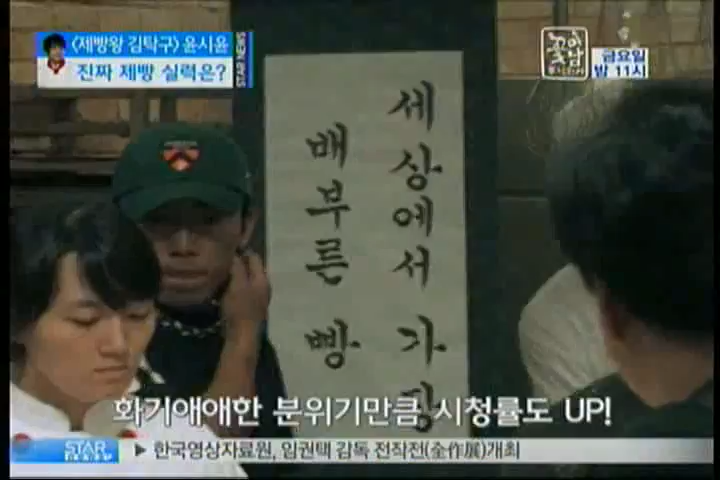 <제빵왕 김탁구> 윤시윤
진짜 제빵 실력은?
STAR NEWS
금요일
밤 11시
세상에서 가장
배부른 빵
화기애애한 분위기만큼 시청률도 UP!
STAR
한국영상자료원, 임권택 감독 전작전(全作展)개최